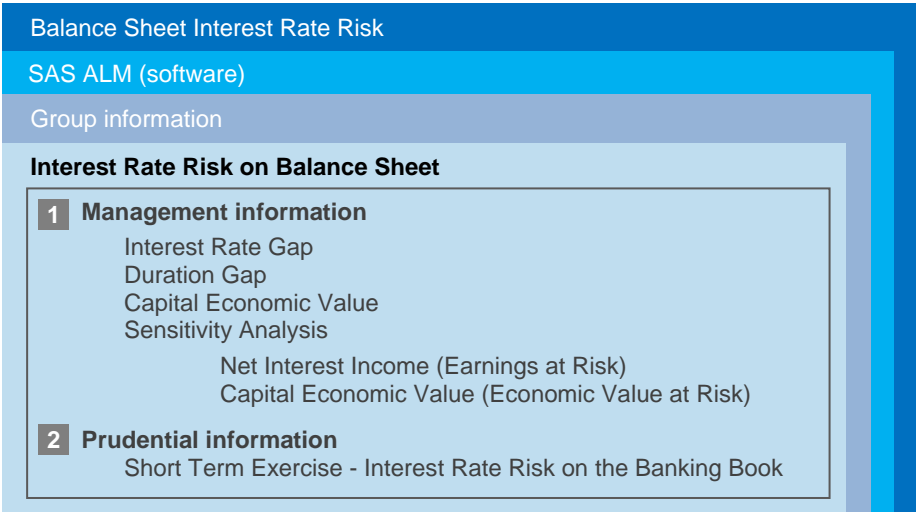 Balance Sheet Interest Rate Risk
SAS ALM (software)
Group information
Interest Rate Risk on Balance Sheet
1 Management information
Interest Rate Gap
Duration Gap
Capital Economic Value
Sensitivity Analysis
Net Interest Income (Earnings at Risk)
Capital Economic Value (Economic Value at Risk)
2 Prudential information
Short Term Exercise - Interest Rate Risk on the Banking Book